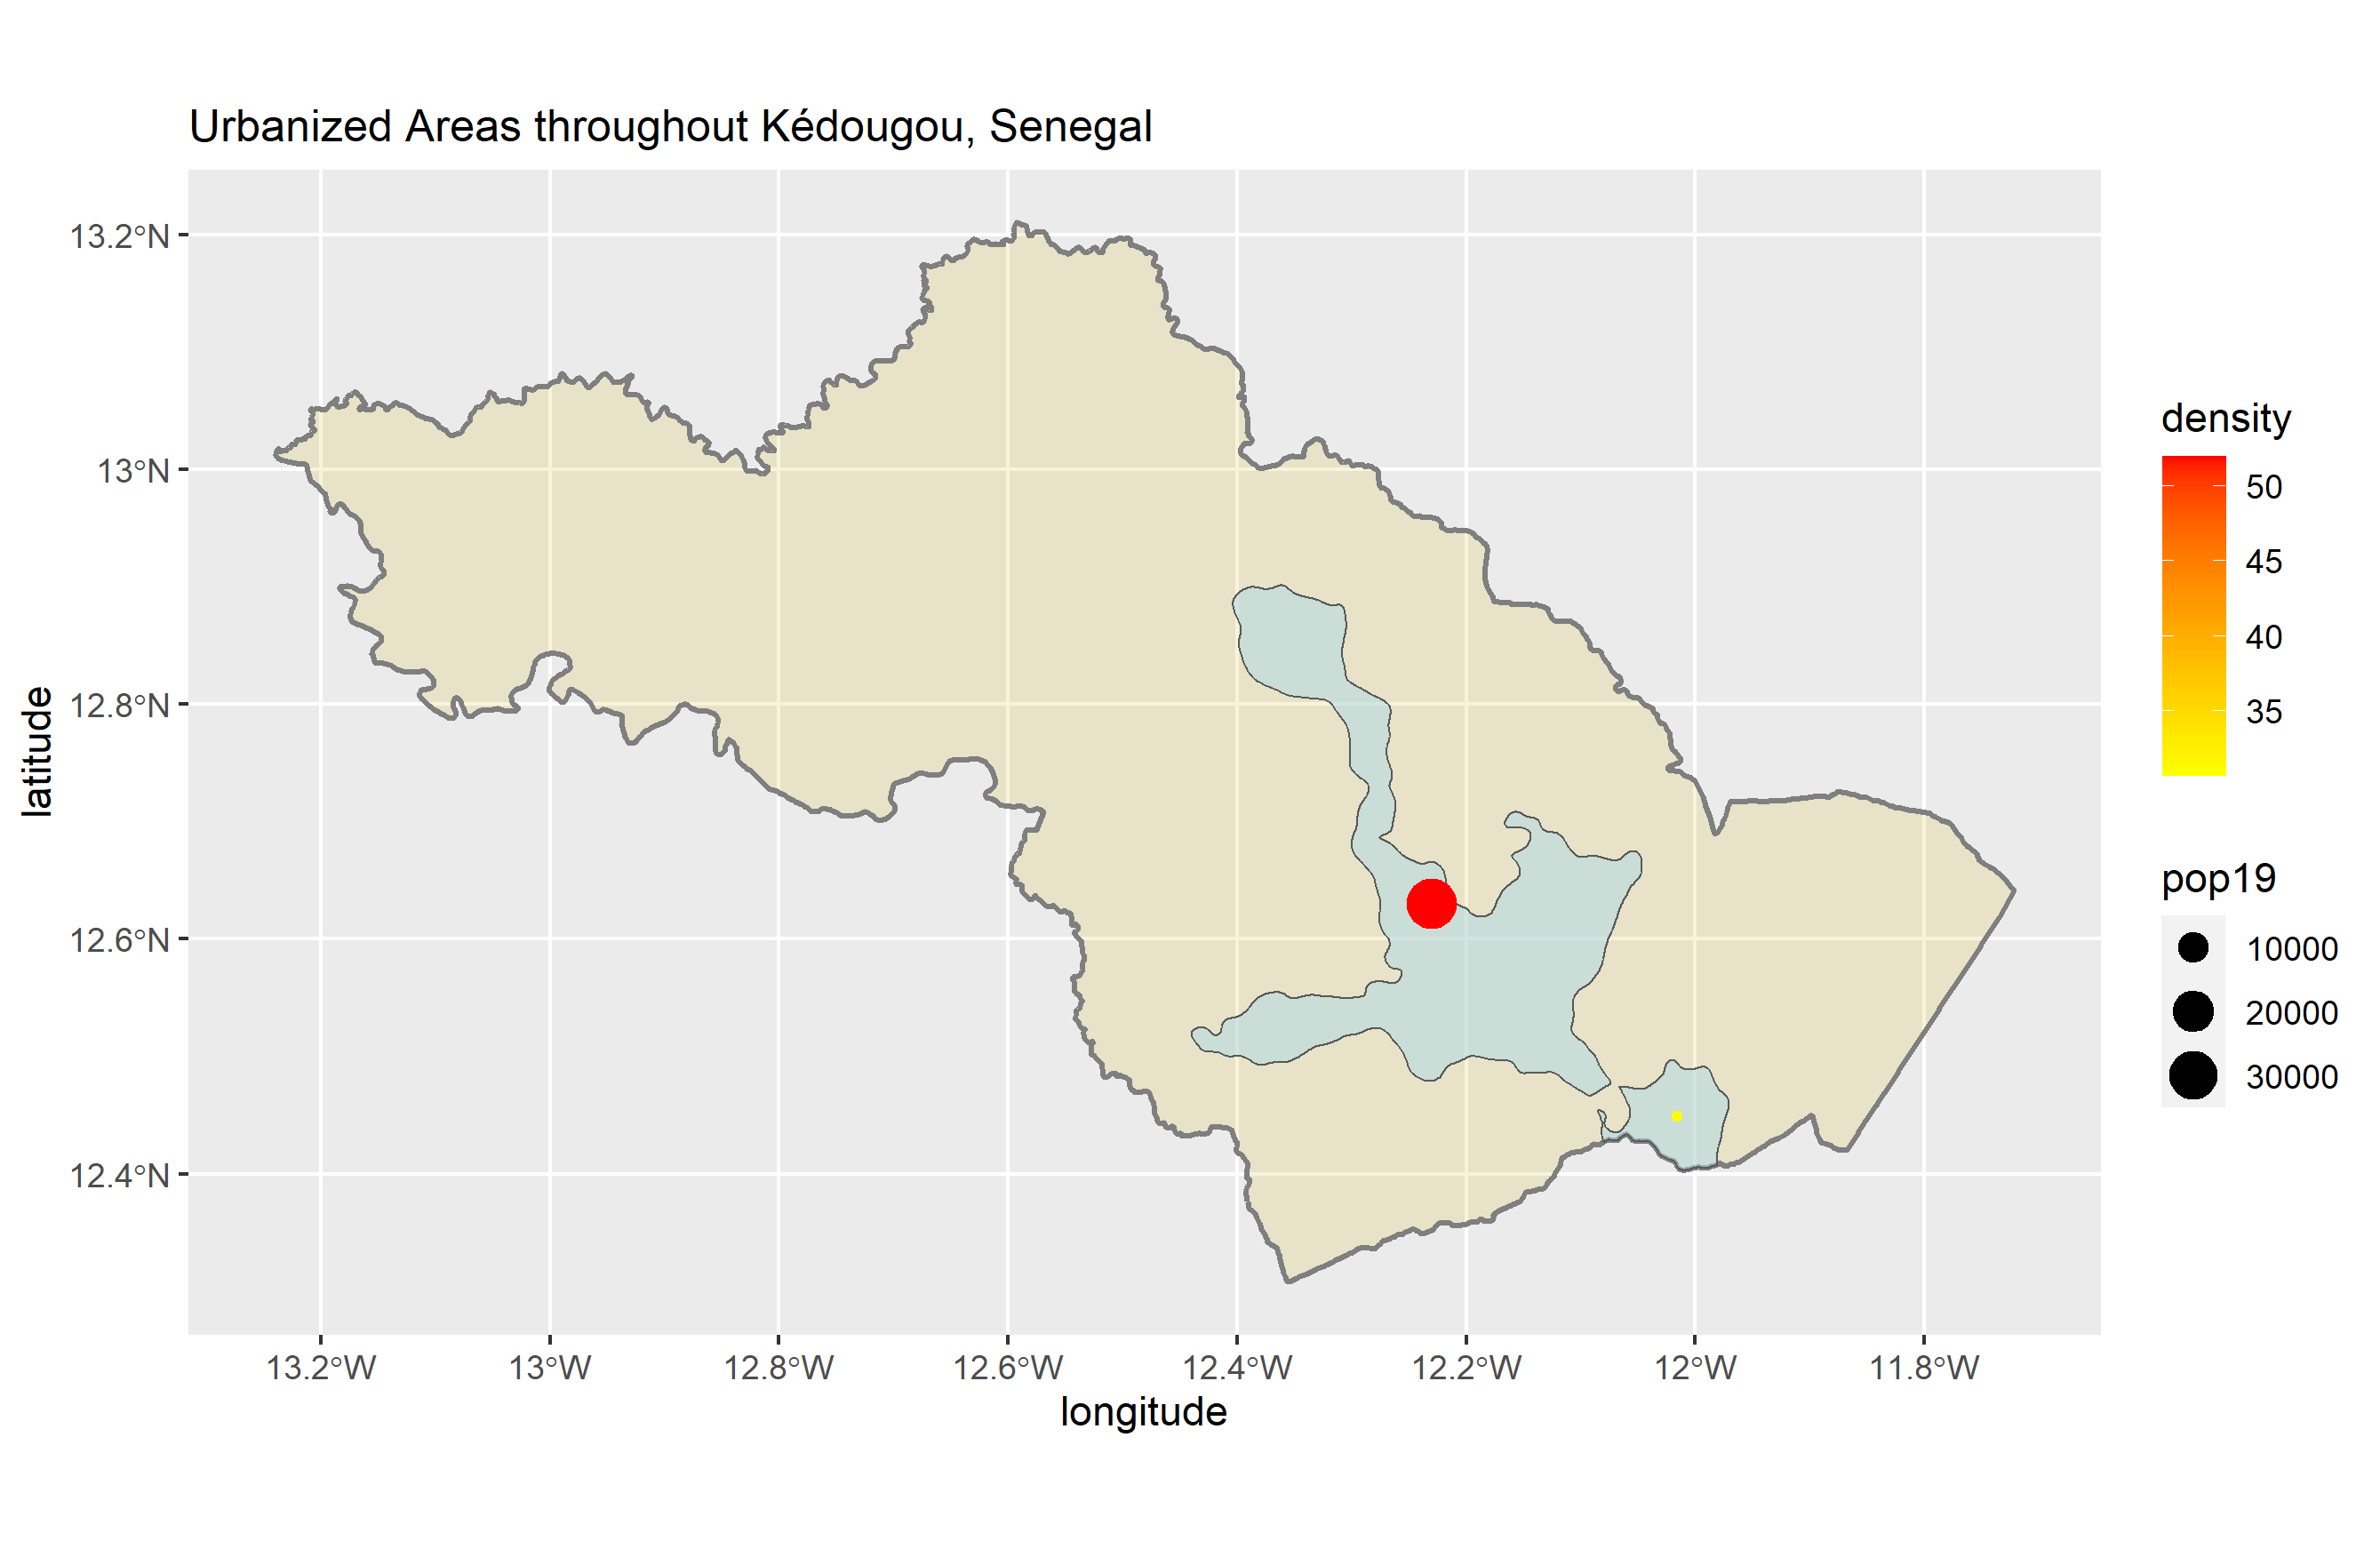 Urbanized Areas throughout Kédougou, Senegal
13.2°N
13°N
12.8°N
12.6°N
12.4°N
latitude
13.2°W
13°W
12.8°W
12.6°W
12.4°W
12.2°W
12°W
11.8°W
longitude
density
50
45
40
35
pop19
10000
20000
30000